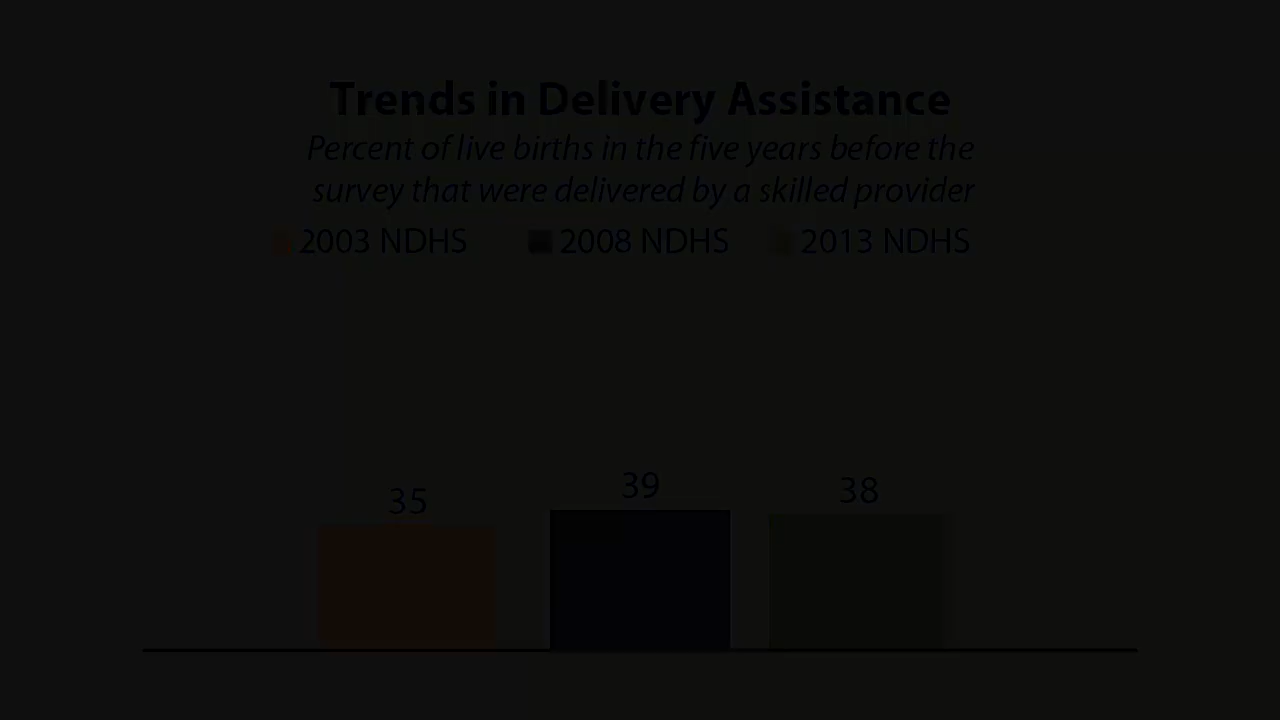 Trends in Delivery Assistance
Percent of live births in the five years before the
survey that were delivered by a skilled provider
2003 NDHS 2008 NDHS 2013 NDHS
35 39 38